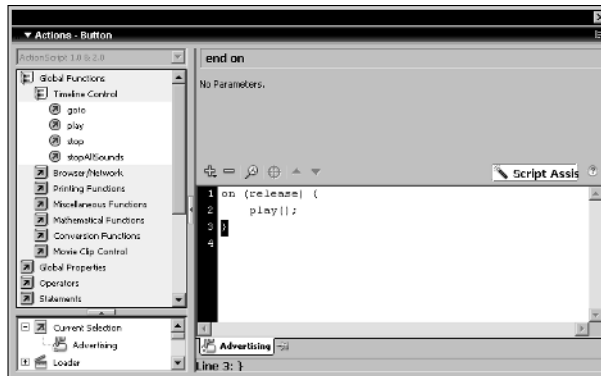 Actions - Button
ActionScript 1.0 & 2.0
Global Functions
Timeline Control
goto
play
stop
stopAllSounds
Browser/Network
Printing Functions
Miscellaneous Functions
Mathematical Functions
Conversion Functions
Movie Clip Control
Global Properties
Operators
Statements
Current Selection
Advertising
Loader
end on
No Parameters.
Script Assis
1 on (release) {
2 play();
3 }
4
Advertising
Line 3: }